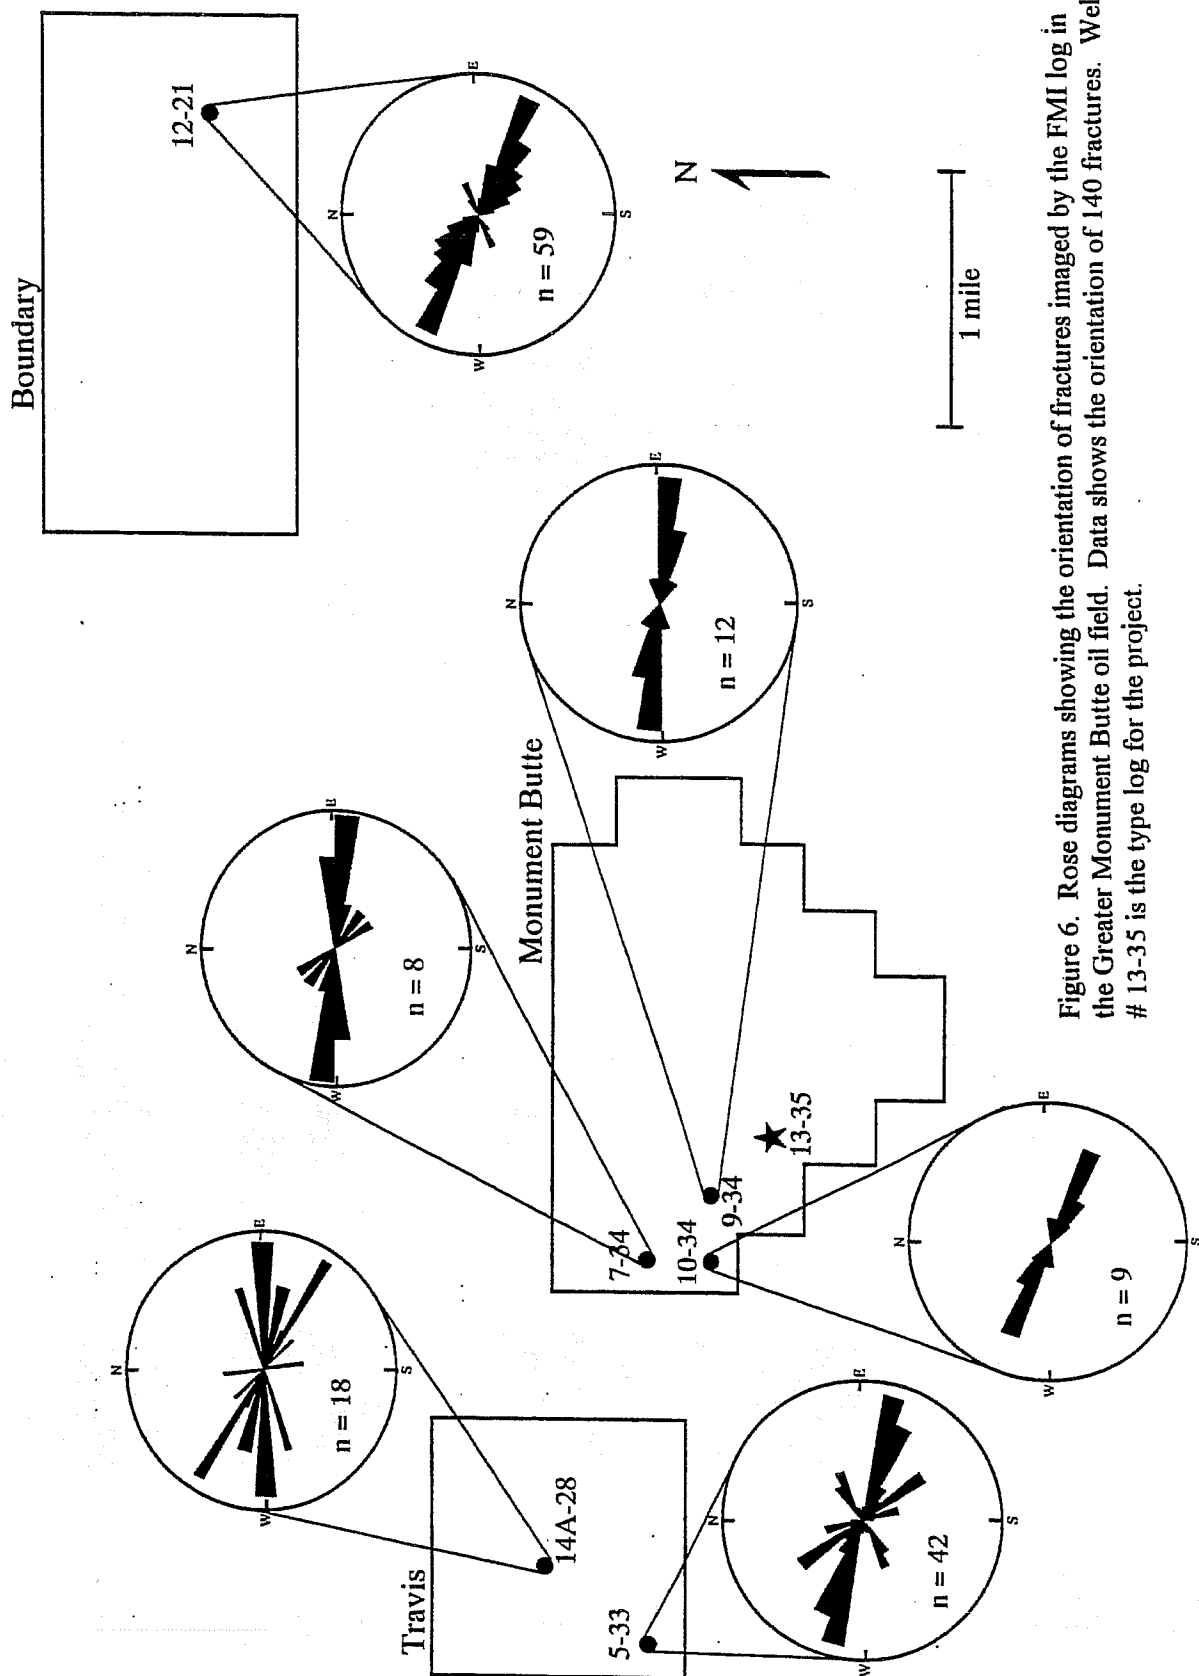 Boundary
12-21
N
E
S
W
n = 59
N
1 mile
N
E
S
W
n = 12
Monument Butte
N
E
S
W
n = 8
7-34
10-34
9-34
13-35
N
E
S
W
n = 9
Travis
14A-28
5-33
N
E
S
W
n = 18
N
E
S
W
n = 42
Figure 6. Rose diagrams showing the orientation of fractures imaged by the FMI log in
the Greater Monument Butte oil field. Data shows the orientation of 140 fractures. Wel
# 13-35 is the type log for the project.